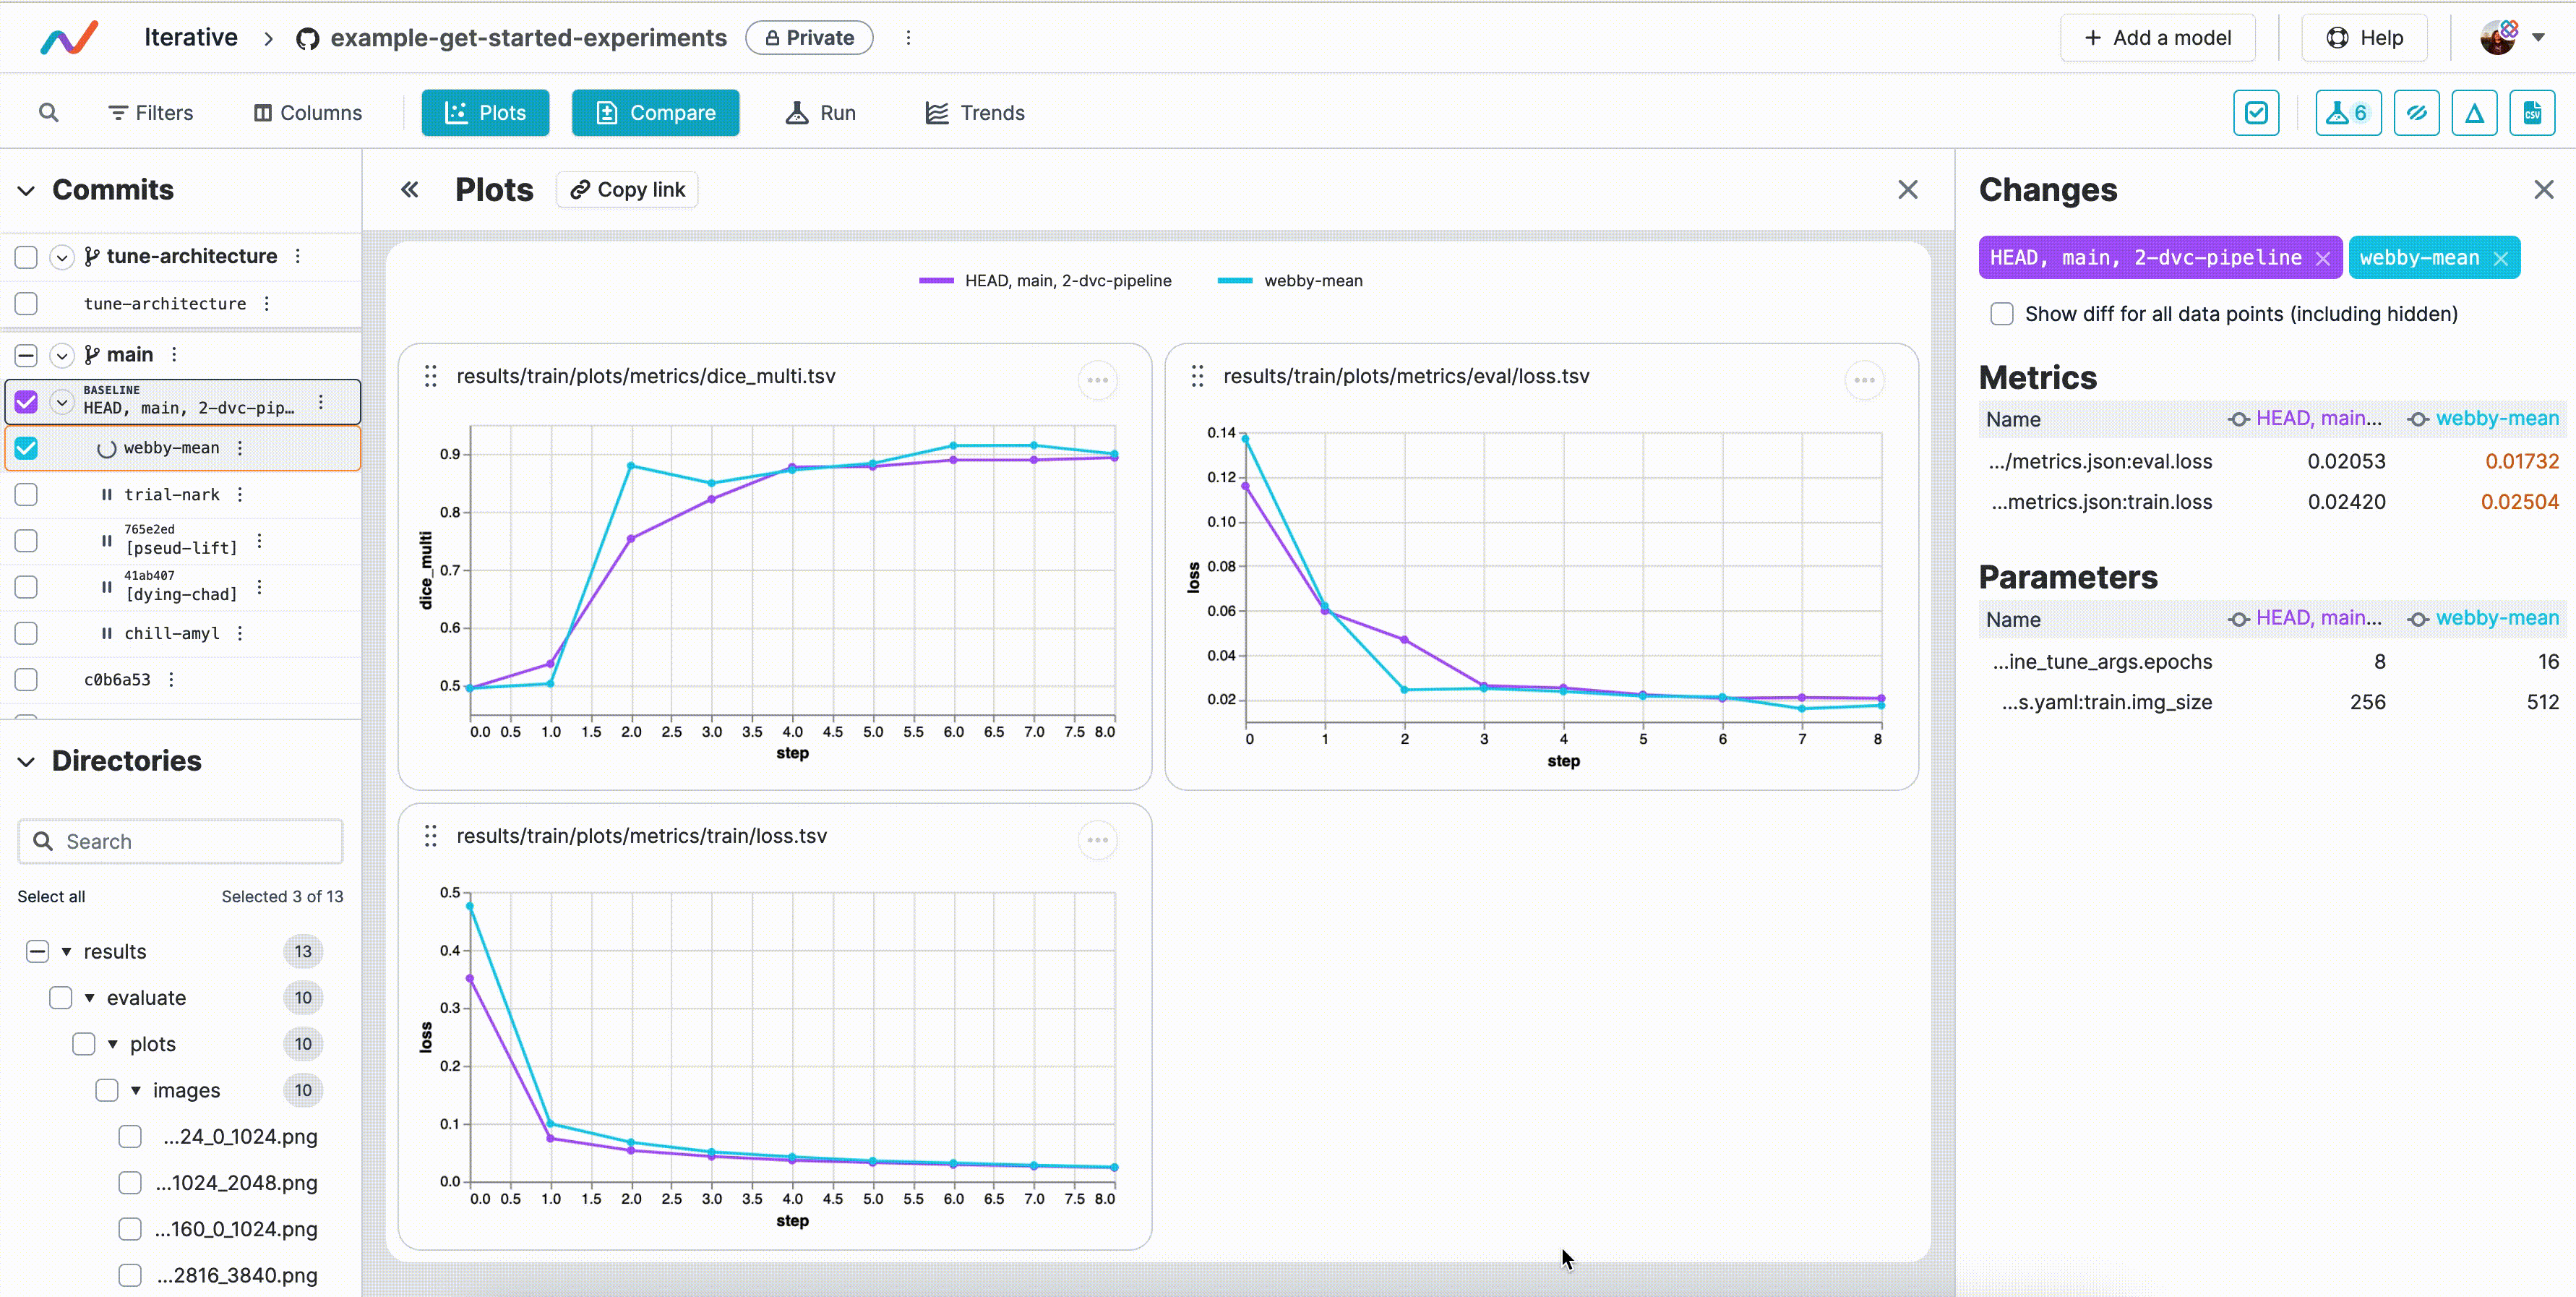 Iterative > example-get-started-experiments Private
+ Add a model Help
Filters Columns Plots Compare Run Trends 6 CSV
Commits
tune-architecture
tune-architecture
main
BASELINE
HEAD, main, 2-dvc-pip…
webby-mean
trial-nark
765e2ed
[pseud-lift]
41ab407
[dying-chad]
chill-amyl
c0b6a53
Directories
Search
Select all Selected 3 of 13
results 13
evaluate 10
plots 10
images 10
...24_0_1024.png
...1024_2048.png
...160_0_1024.png
...2816_3840.png
Plots Copy link
HEAD, main, 2-dvc-pipeline webby-mean
results/train/plots/metrics/dice_multi.tsv
0.9
0.8
0.7
0.6
0.5
dice_multi
0.0 0.5 1.0 1.5 2.0 2.5 3.0 3.5 4.0 4.5 5.0 5.5 6.0 6.5 7.0 7.5 8.0
step
results/train/plots/metrics/eval/loss.tsv
0.14
0.12
0.10
0.08
0.06
0.04
0.02
loss
0 1 2 3 4 5 6 7 8
step
results/train/plots/metrics/train/loss.tsv
0.5
0.4
0.3
0.2
0.1
0.0
loss
0.0 0.5 1.0 1.5 2.0 2.5 3.0 3.5 4.0 4.5 5.0 5.5 6.0 6.5 7.0 7.5 8.0
step
Changes
HEAD, main, 2-dvc-pipeline webby-mean
Show diff for all data points (including hidden)
Metrics
Name HEAD, main... webby-mean
.../metrics.json:eval.loss 0.02053 0.01732
...metrics.json:train.loss 0.02420 0.02504
Parameters
Name HEAD, main... webby-mean
...ine_tune_args.epochs 8 16
...s.yaml:train.img_size 256 512